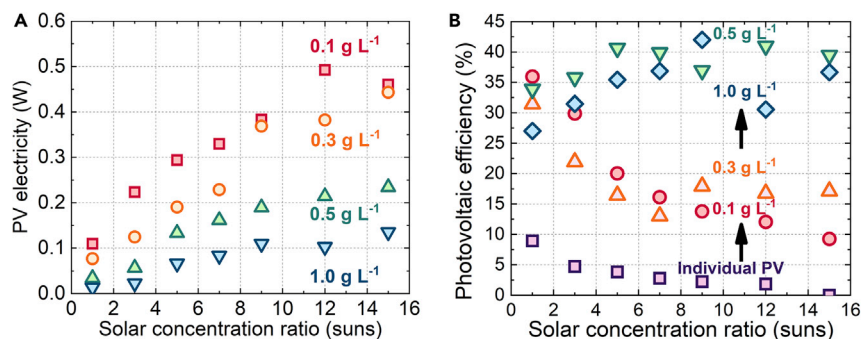 A
PV electricity (W)
0.6
0.5
0.4
0.3
0.2
0.1
0.0
0.1 g L⁻¹
0.3 g L⁻¹
0.5 g L⁻¹
1.0 g L⁻¹
0 2 4 6 8 10 12 14 16
Solar concentration ratio (suns)
B
Photovoltaic efficiency (%)
45
40
35
30
25
20
15
10
5
0
0.5 g L⁻¹
1.0 g L⁻¹
0.3 g L⁻¹
0.1 g L⁻¹
Individual PV
0 2 4 6 8 10 12 14 16
Solar concentration ratio (suns)